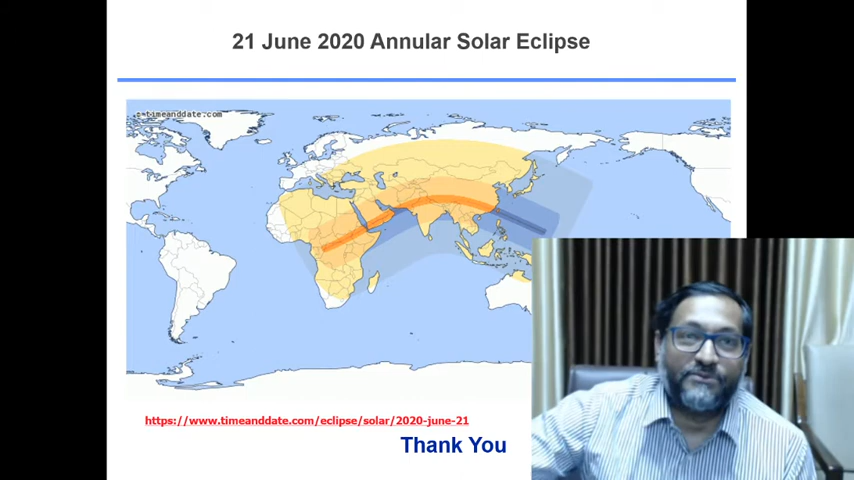 21 June 2020 Annular Solar Eclipse
© timeanddate.com
https://www.timeanddate.com/eclipse/solar/2020-june-21
Thank You